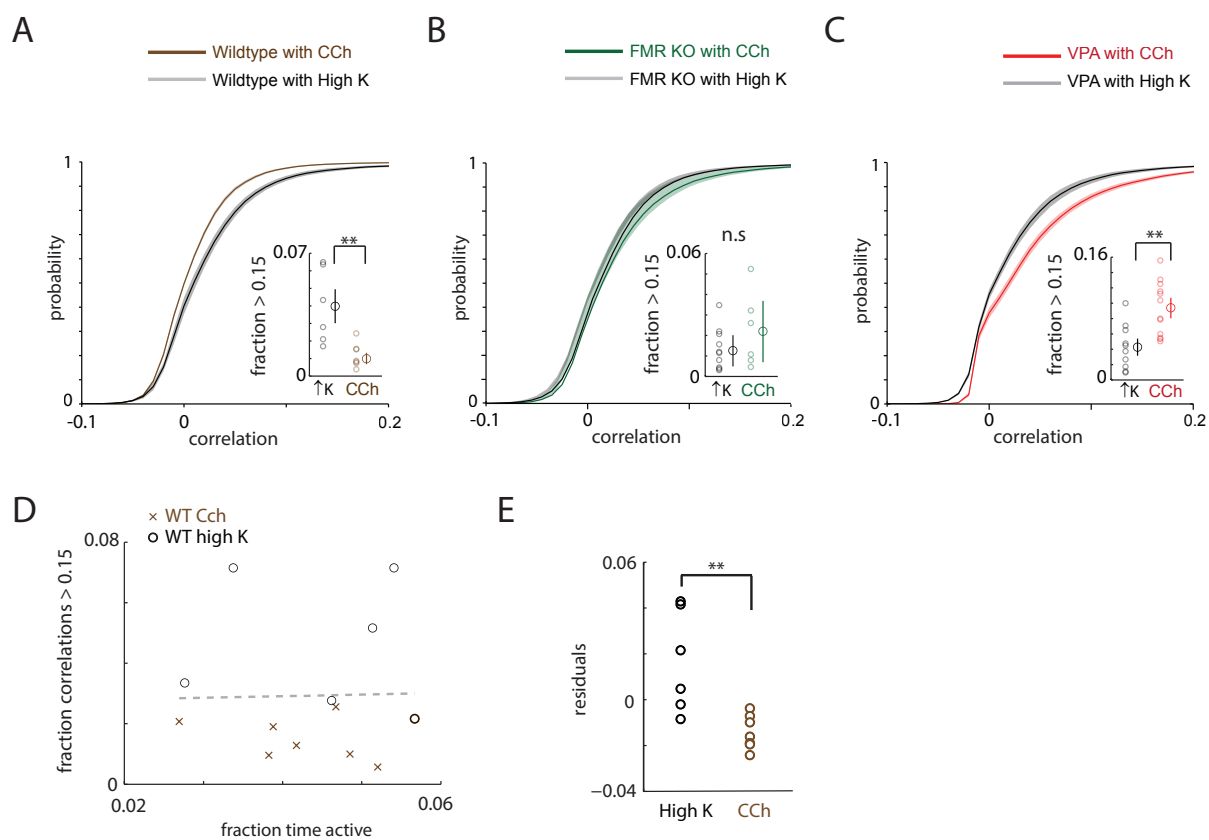 A
Wildtype with CCh
Wildtype with High K
1
probability
0
-0.1
0
0.2
correlation
0.07
**
fraction > 0.15
0
↑K
CCh
B
FMR KO with CCh
FMR KO with High K
1
probability
0
-0.1
0
0.2
correlation
n.s
0.06
fraction > 0.15
0
↑K
CCh
C
VPA with CCh
VPA with High K
1
probability
0
-0.1
0
0.2
correlation
0.16
**
fraction > 0.15
0
↑K
CCh
D
× WT Cch
WT high K
0.08
fraction correlations > 0.15
0
0.02
0.06
fraction time active
E
0.06
**
residuals
0
−0.04
High K
CCh